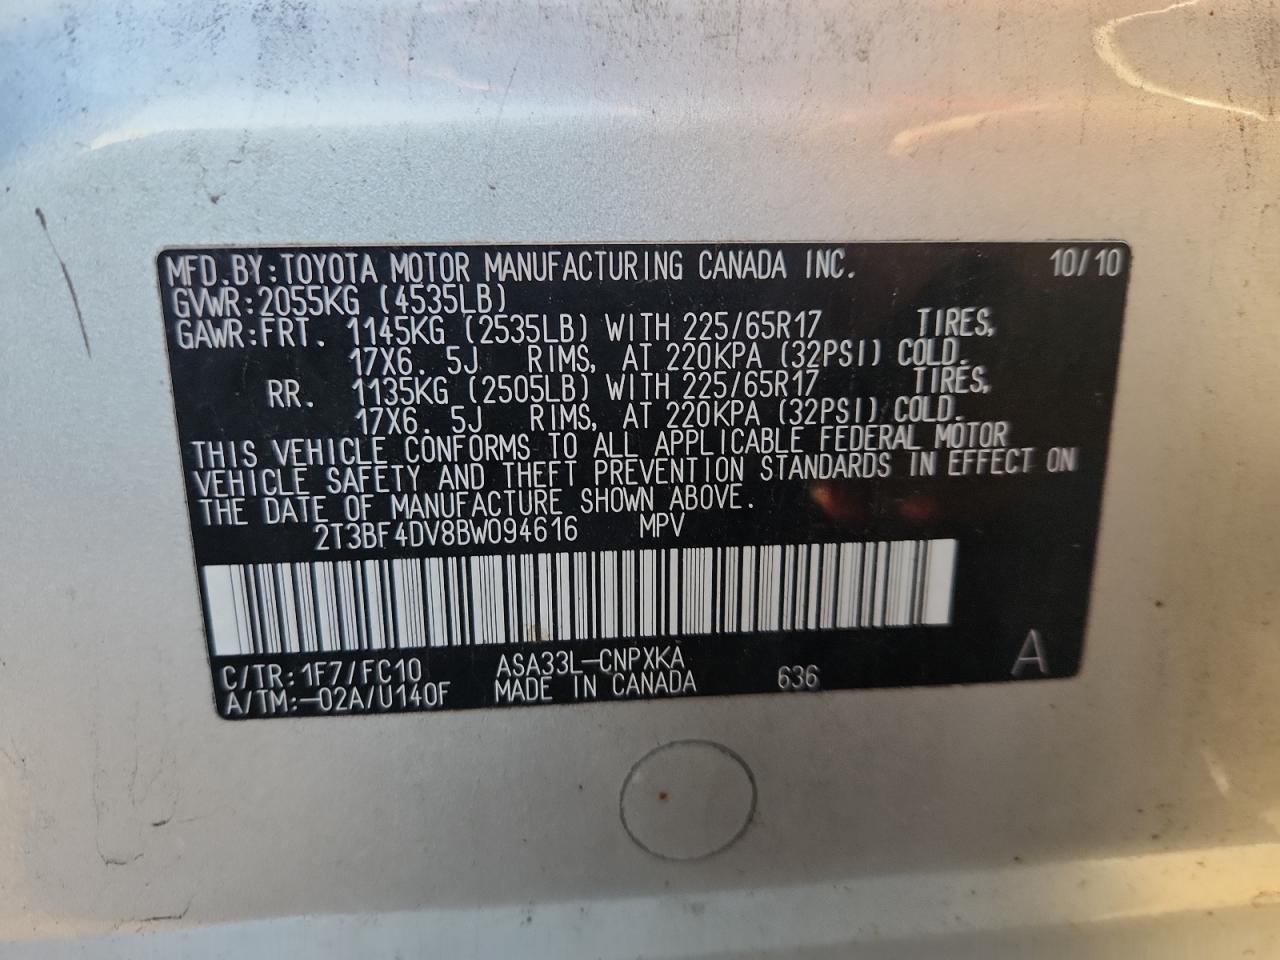 MFD.BY:TOYOTA MOTOR MANUFACTURING CANADA INC. 10/10
GVWR:2055KG (4535LB)
GAWR:FRT. 1145KG (2535LB) WITH 225/65R17 TIRES,
17X6. 5J RIMS, AT 220KPA (32PSI) COLD.
RR. 1135KG (2505LB) WITH 225/65R17 TIRES,
17X6. 5J RIMS, AT 220KPA (32PSI) COLD.
THIS VEHICLE CONFORMS TO ALL APPLICABLE FEDERAL MOTOR
VEHICLE SAFETY AND THEFT PREVENTION STANDARDS IN EFFECT ON
THE DATE OF MANUFACTURE SHOWN ABOVE.
2T3BF4DV8BW094616 MPV
C/TR:1F7/FC10 ASA33L-CNPXKA
A/TM:-02A/U140F MADE IN CANADA 636 A